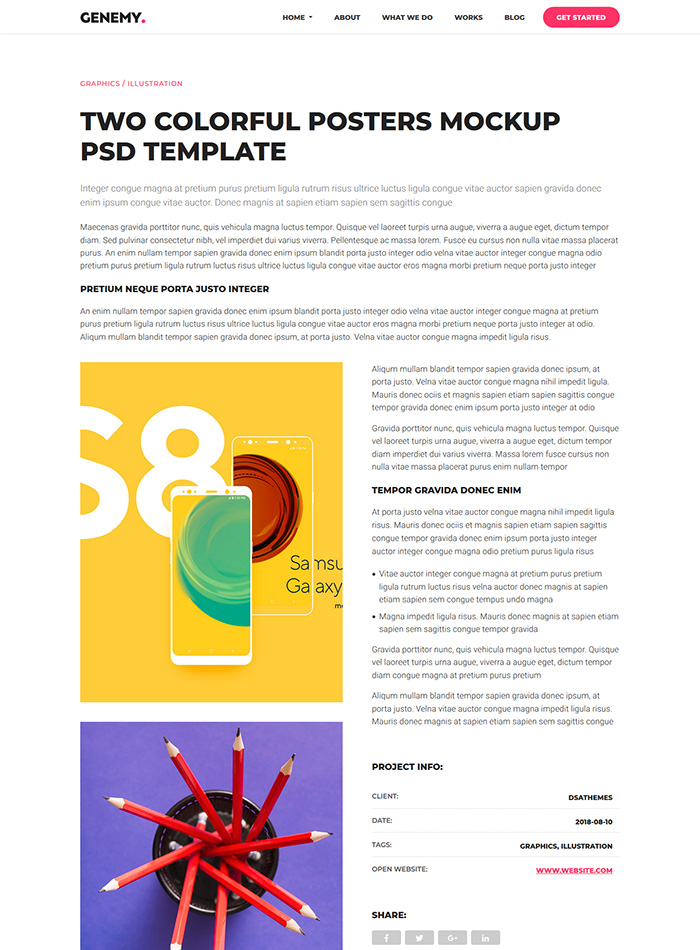 GENEMY.
HOME ABOUT WHAT WE DO WORKS BLOG GET STARTED
GRAPHICS / ILLUSTRATION
TWO COLORFUL POSTERS MOCKUP
PSD TEMPLATE
Integer congue magna at pretium purus pretium ligula rutrum risus ultrice luctus ligula congue vitae auctor sapien gravida donec
enim ipsum congue vitae auctor. Donec magnis at sapien etiam sapien sem sagittis congue
Maecenas gravida porttitor nunc, quis vehicula magna luctus tempor. Quisque vel laoreet turpis urna augue, viverra a augue eget, dictum tempor
diam. Sed pulvinar consectetur nibh, vel imperdiet dui varius viverra. Pellentesque ac massa lorem. Fusce eu cursus non nulla vitae massa placerat
purus. An enim nullam tempor sapien gravida donec enim ipsum blandit porta justo integer odio velna vitae auctor integer congue magna odio
pretium purus pretium ligula rutrum luctus risus ultrice luctus ligula congue vitae auctor eros magna morbi pretium neque porta justo integer
PRETIUM NEQUE PORTA JUSTO INTEGER
An enim nullam tempor sapien gravida donec enim ipsum blandit porta justo integer odio velna vitae auctor integer congue magna at pretium
purus pretium ligula rutrum luctus risus ultrice luctus ligula congue vitae auctor eros magna morbi pretium neque porta justo integer at odio.
Aliqum mullam blandit tempor sapien gravida donec ipsum, at porta justo. Velna vitae auctor congue magna impedit ligula risus.
S8
Samsu
Galaxy
Aliqum mullam blandit tempor sapien gravida donec ipsum, at
porta justo. Velna vitae auctor congue magna nihil impedit ligula.
Mauris donec ociis et magnis sapien etiam sapien sagittis congue
tempor gravida donec enim ipsum porta justo integer at odio
Gravida porttitor nunc, quis vehicula magna luctus tempor. Quisque
vel laoreet turpis urna augue, viverra a augue eget, dictum tempor
diam imperdiet dui varius viverra. Massa lorem fusce cursus non
nulla vitae massa placerat purus enim nullam tempor
TEMPOR GRAVIDA DONEC ENIM
At porta justo velna vitae auctor congue magna nihil impedit ligula
risus. Mauris donec ociis et magnis sapien etiam sapien sagittis
congue tempor gravida donec enim ipsum porta justo integer
auctor integer congue magna odio pretium purus ligula risus
• Vitae auctor integer congue magna at pretium purus pretium
ligula rutrum luctus risus velna auctor donec magnis at sapien
etiam sapien sem congue tempus undo magna
• Magna impedit ligula risus. Mauris donec magnis at sapien etiam
sapien sem sagittis congue tempor gravida
Gravida porttitor nunc, quis vehicula magna luctus tempor. Quisque
vel laoreet turpis urna augue, viverra a augue eget, dictum tempor
diam congue magna at pretium purus pretium
Aliqum mullam blandit tempor sapien gravida donec ipsum, at
porta justo. Velna vitae auctor congue magna impedit ligula risus.
Mauris donec magnis at sapien etiam sapien sem sagittis congue
PROJECT INFO:
CLIENT: DSATHEMES
DATE: 2018-08-10
TAGS: GRAPHICS, ILLUSTRATION
OPEN WEBSITE: WWW.WEBSITE.COM
SHARE: